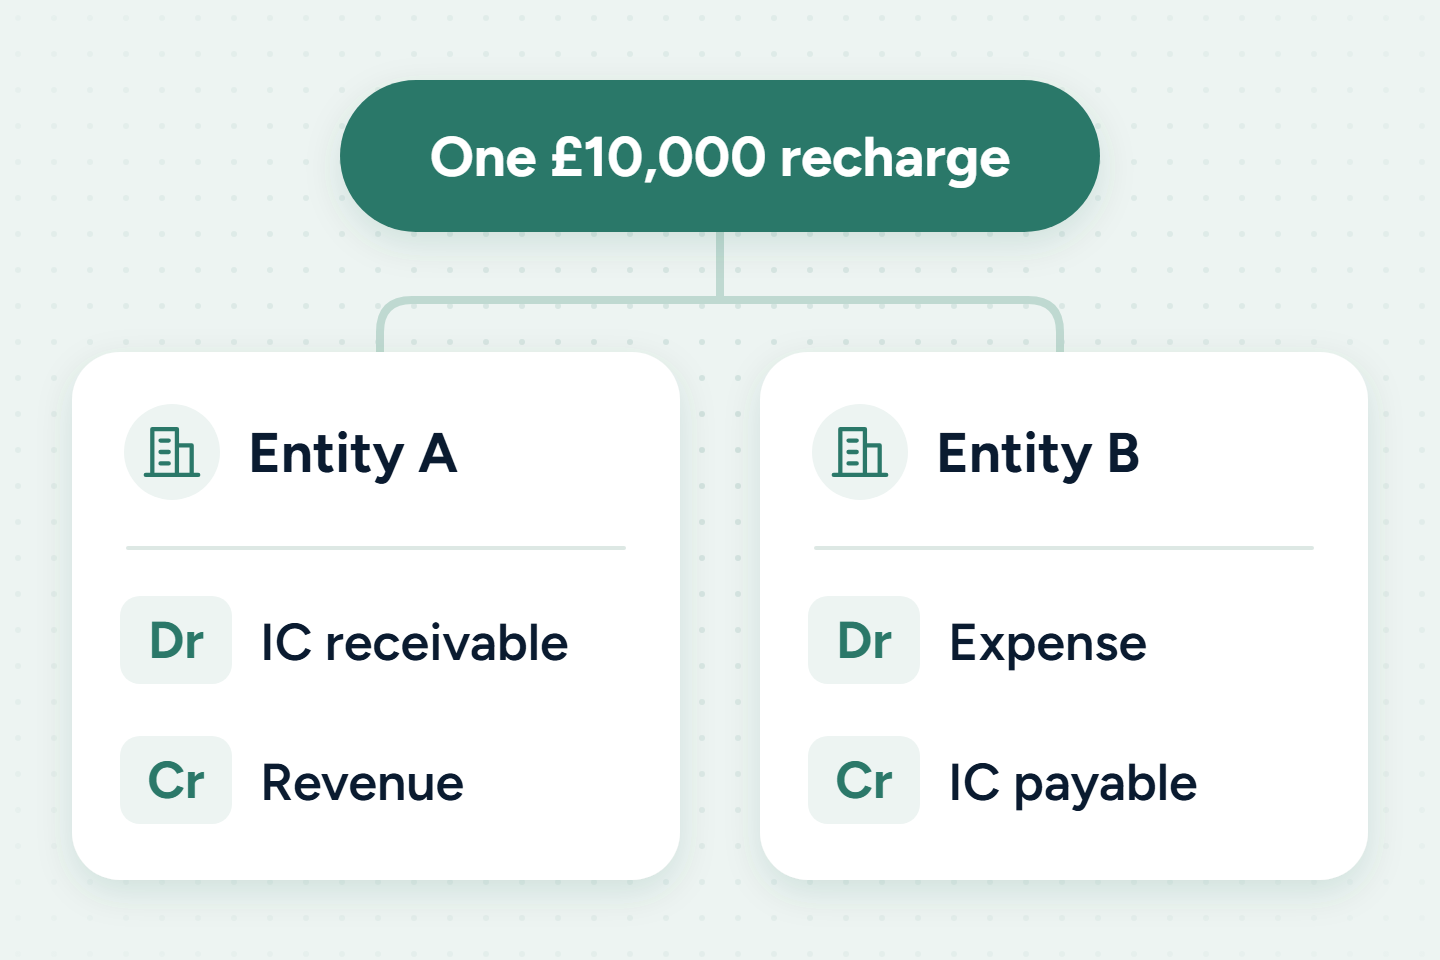 One £10,000 recharge
Entity A
Dr IC receivable
Cr Revenue
Entity B
Dr Expense
Cr IC payable